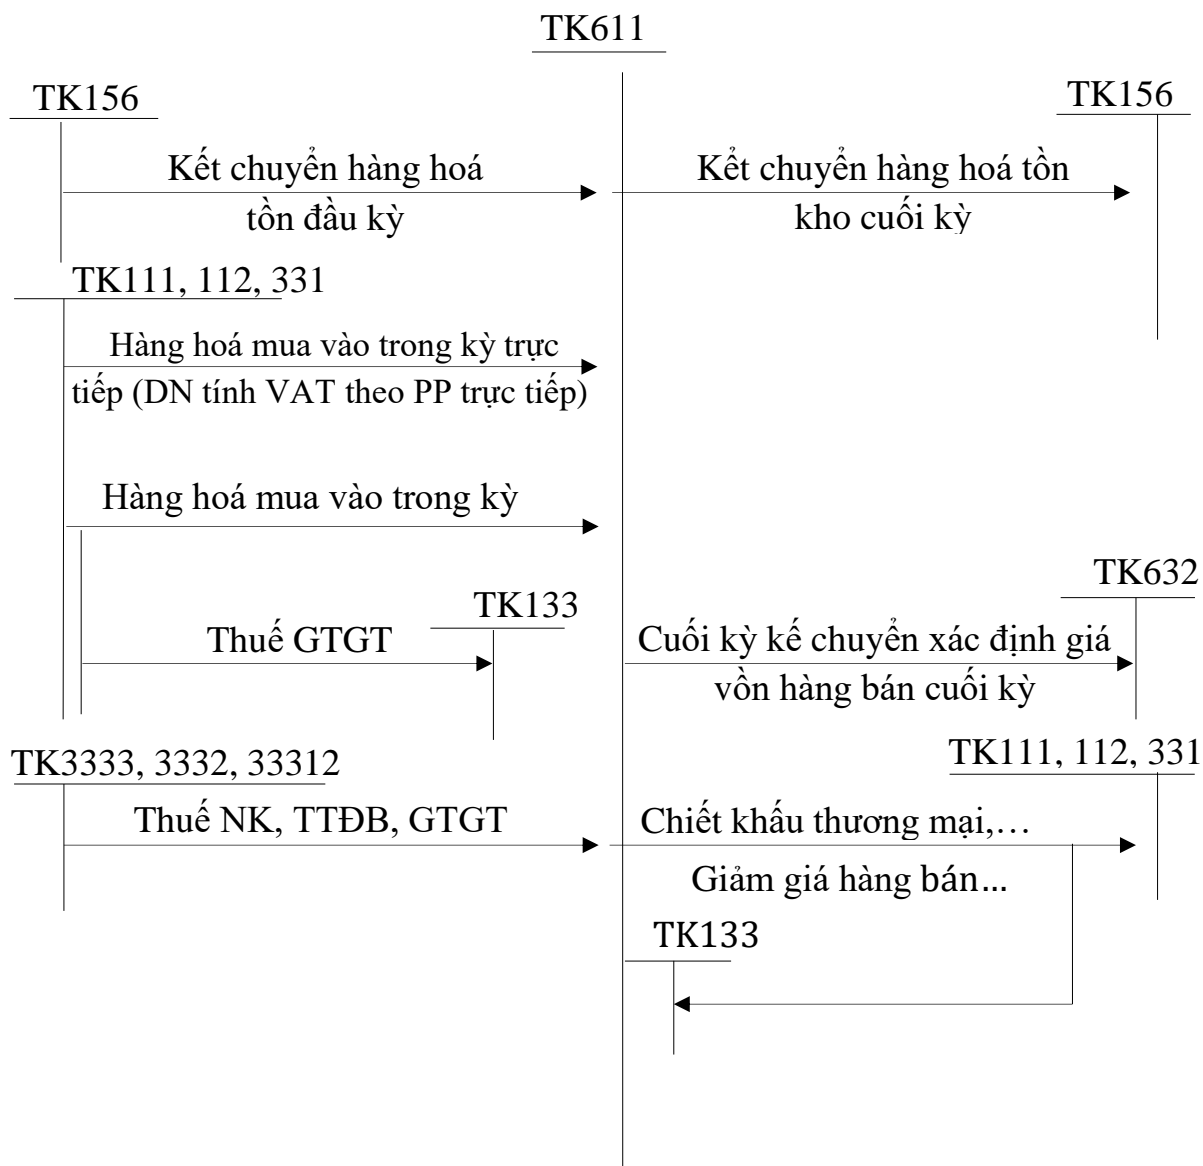 TK611
TK156
TK156
Kết chuyển hàng hoá
tồn đầu kỳ
Kểt chuyển hàng hoá tồn
kho cuối kỳ
TK111, 112, 331
Hàng hoá mua vào trong kỳ trực
tiếp (DN tính VAT theo PP trực tiếp)
Hàng hoá mua vào trong kỳ
TK632
TK133
Thuế GTGT
Cuối kỳ kế chuyển xác định giá
vồn hàng bán cuối kỳ
TK3333, 3332, 33312
TK111, 112, 331
Thuế NK, TTĐB, GTGT
Chiết khấu thương mại,...
Giảm giá hàng bán...
TK133